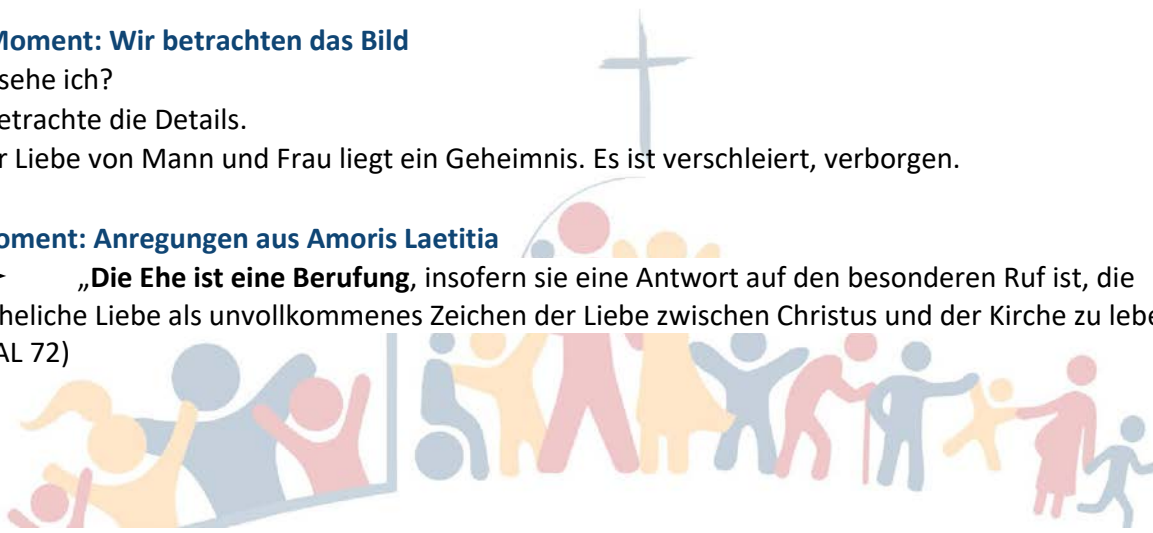 Moment: Wir betrachten das Bild
sehe ich?
etrachte die Details.
r Liebe von Mann und Frau liegt ein Geheimnis. Es ist verschleiert, verborgen.
oment: Anregungen aus Amoris Laetitia
„Die Ehe ist eine Berufung, insofern sie eine Antwort auf den besonderen Ruf ist, die
heliche Liebe als unvollkommenes Zeichen der Liebe zwischen Christus und der Kirche zu lebe
AL 72)